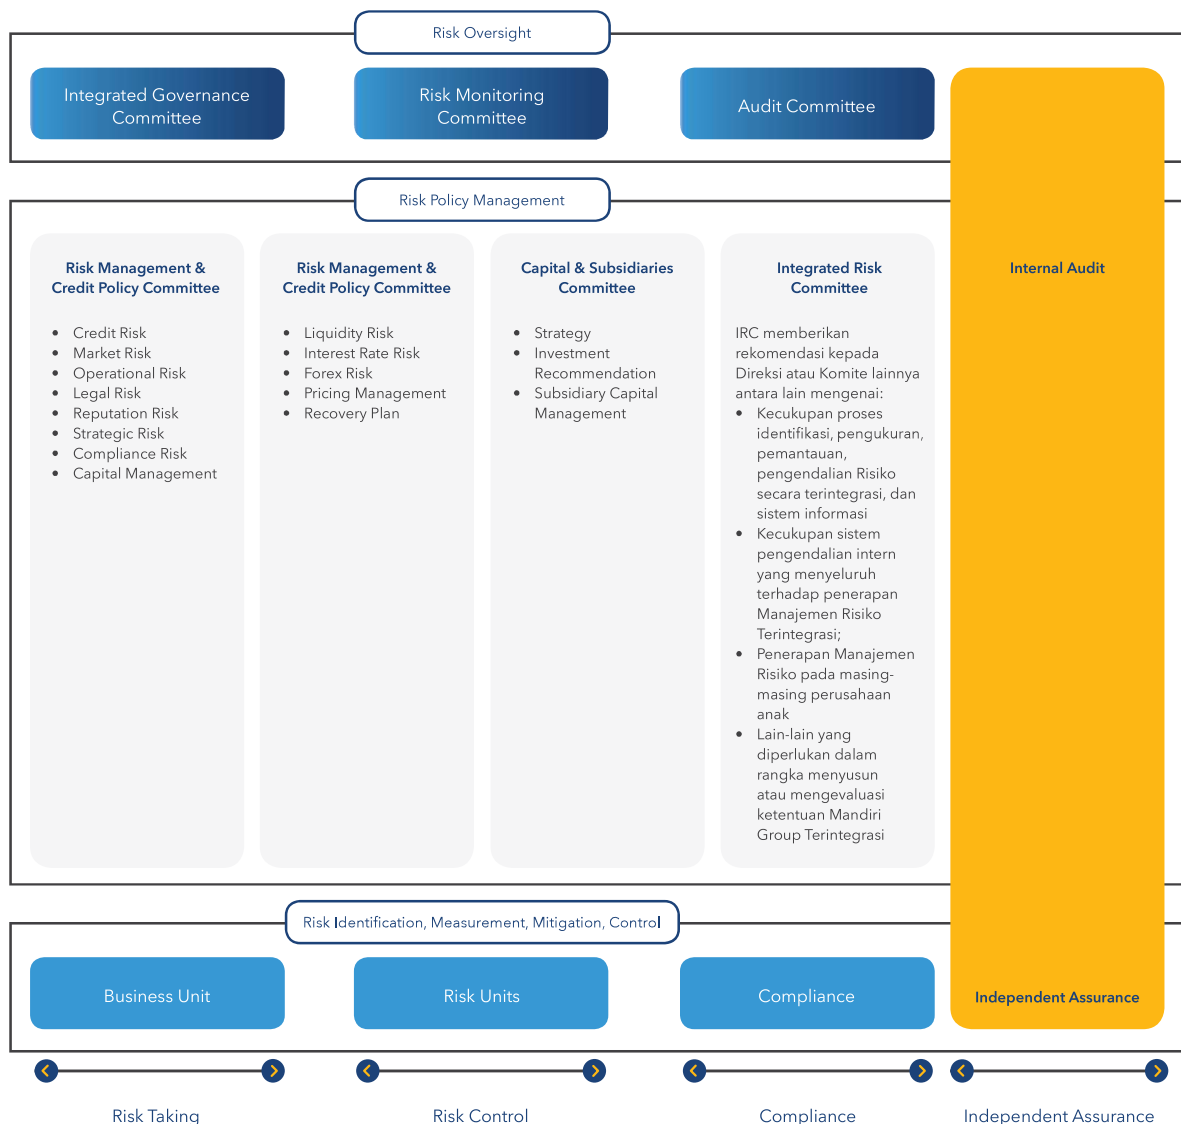 Risk Oversight
Integrated Governance
Committee
Risk Monitoring
Committee
Audit Committee
Risk Policy Management
Risk Management &
Credit Policy Committee
• Credit Risk
• Market Risk
• Operational Risk
• Legal Risk
• Reputation Risk
• Strategic Risk
• Compliance Risk
• Capital Management
Risk Management &
Credit Policy Committee
• Liquidity Risk
• Interest Rate Risk
• Forex Risk
• Pricing Management
• Recovery Plan
Capital & Subsidiaries
Committee
• Strategy
• Investment
Recommendation
• Subsidiary Capital
Management
Integrated Risk
Committee
IRC memberikan
rekomendasi kepada
Direksi atau Komite lainnya
antara lain mengenai:
• Kecukupan proses
identifikasi, pengukuran,
pemantauan,
pengendalian Risiko
secara terintegrasi, dan
sistem informasi
• Kecukupan sistem
pengendalian intern
yang menyeluruh
terhadap penerapan
Manajemen Risiko
Terintegrasi;
• Penerapan Manajemen
Risiko pada masing-
masing perusahaan
anak
• Lain-lain yang
diperlukan dalam
rangka menyusun
atau mengevaluasi
ketentuan Mandiri
Group Terintegrasi
Internal Audit
Risk Identification, Measurement, Mitigation, Control
Business Unit
Risk Units
Compliance
Independent Assurance
Risk Taking
Risk Control
Compliance
Independent Assurance